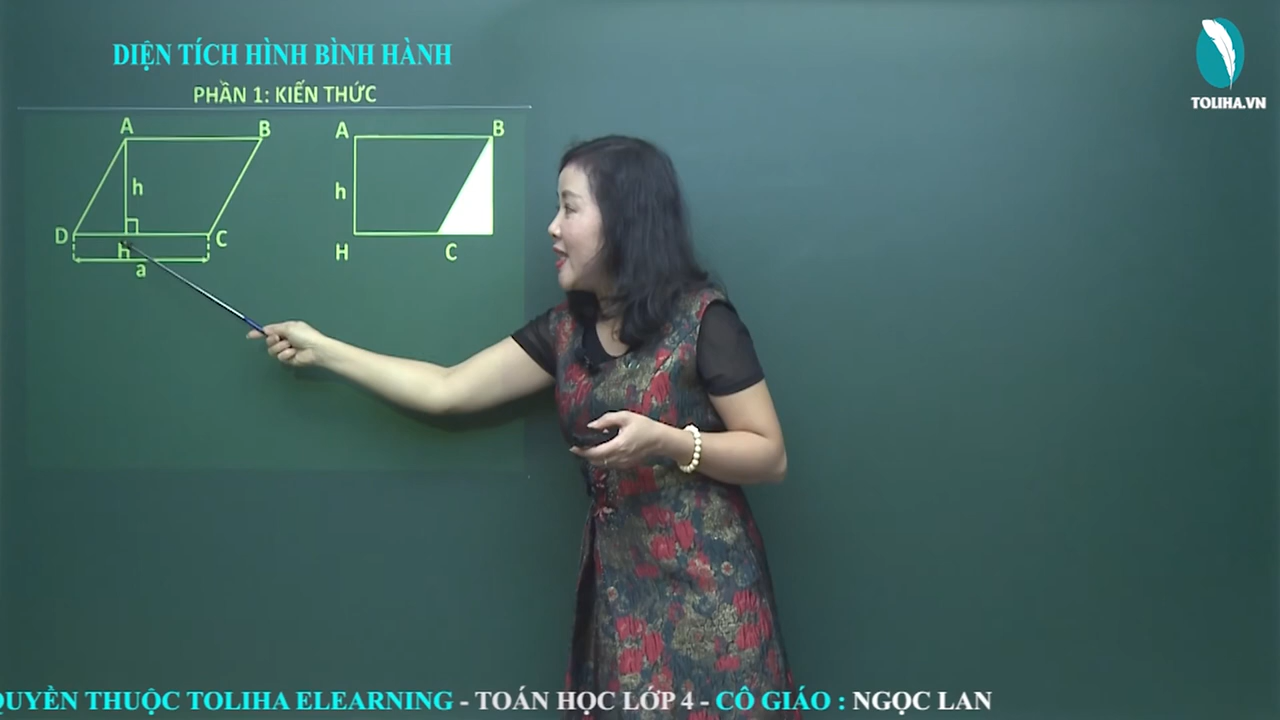 DIỆN TÍCH HÌNH BÌNH HÀNH
PHẦN 1: KIẾN THỨC
TOLIHA.VN
A B
h
D C
h
a
A B
h
H C
QUYỀN THUỘC TOLIHA ELEARNING - TOÁN HỌC LỚP 4 - CÔ GIÁO : NGỌC LAN